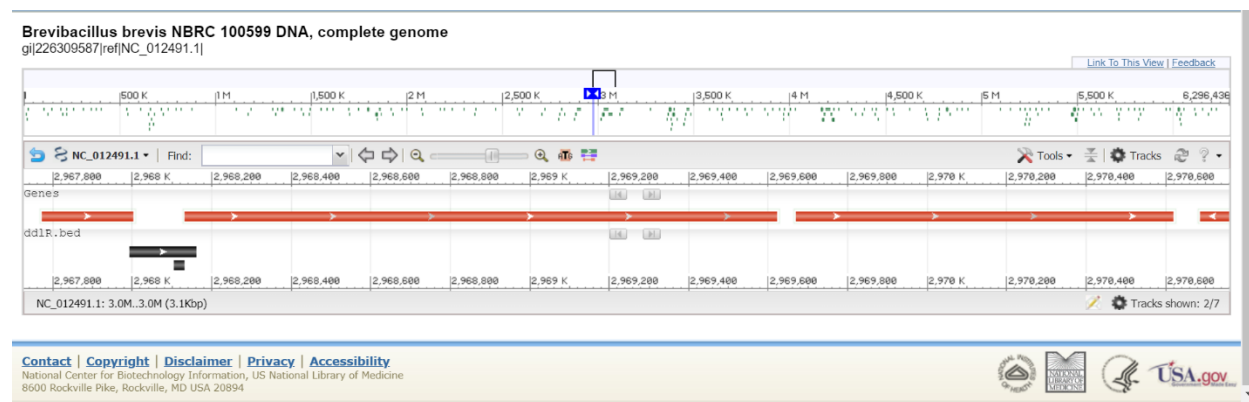 Brevibacillus brevis NBRC 100599 DNA, complete genome
gi|226309587|ref|NC_012491.1|
Link To This View | Feedback
500 K 1 M 1,500 K 2 M 2,500 K 3 M 3,500 K 4 M 4,500 K 5 M 5,500 K 6,296,436
NC_012491.1 Find: Tools Tracks ?
2,967,800 2,968 K 2,968,200 2,968,400 2,968,600 2,968,800 2,969 K 2,969,200 2,969,400 2,969,600 2,969,800 2,970 K 2,970,200 2,970,400 2,970,600
Genes
ddlR.bed
2,967,800 2,968 K 2,968,200 2,968,400 2,968,600 2,968,800 2,969 K 2,969,200 2,969,400 2,969,600 2,969,800 2,970 K 2,970,200 2,970,400 2,970,600
NC_012491.1: 3.0M..3.0M (3.1Kbp) Tracks shown: 2/7
Contact | Copyright | Disclaimer | Privacy | Accessibility
National Center for Biotechnology Information, US National Library of Medicine
8600 Rockville Pike, Rockville, MD USA 20894
NATIONAL LIBRARY OF MEDICINE
USA.gov